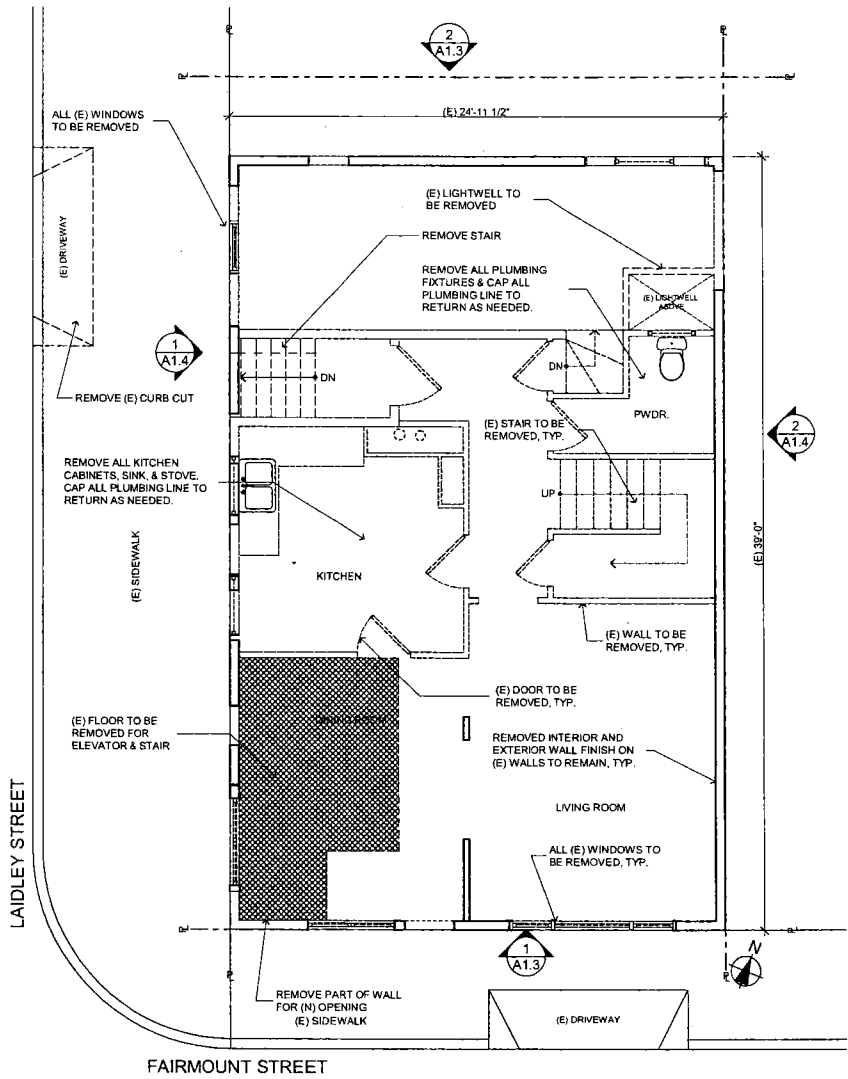 2
A1.3
(E) 24'-11 1/2"
ALL (E) WINDOWS
TO BE REMOVED
(E) DRIVEWAY
(E) LIGHTWELL TO
BE REMOVED
REMOVE STAIR
REMOVE ALL PLUMBING
FIXTURES & CAP ALL
PLUMBING LINE TO
RETURN AS NEEDED.
(E) LIGHTWELL
ABOVE
1
A1.4
DN
DN
REMOVE (E) CURB CUT
PWDR.
(E) STAIR TO BE
REMOVED, TYP.
2
A1.4
REMOVE ALL KITCHEN
CABINETS, SINK, & STOVE.
CAP ALL PLUMBING LINE TO
RETURN AS NEEDED.
UP
(E) 39'-0"
(E) SIDEWALK
KITCHEN
(E) WALL TO BE
REMOVED, TYP.
(E) DOOR TO BE
REMOVED, TYP.
(E) FLOOR TO BE
REMOVED FOR
ELEVATOR & STAIR
DINING ROOM
REMOVED INTERIOR AND
EXTERIOR WALL FINISH ON
(E) WALLS TO REMAIN, TYP.
LIVING ROOM
ALL (E) WINDOWS TO
BE REMOVED, TYP.
LAIDLEY STREET
1
A1.3
N
REMOVE PART OF WALL
FOR (N) OPENING
(E) SIDEWALK
(E) DRIVEWAY
FAIRMOUNT STREET